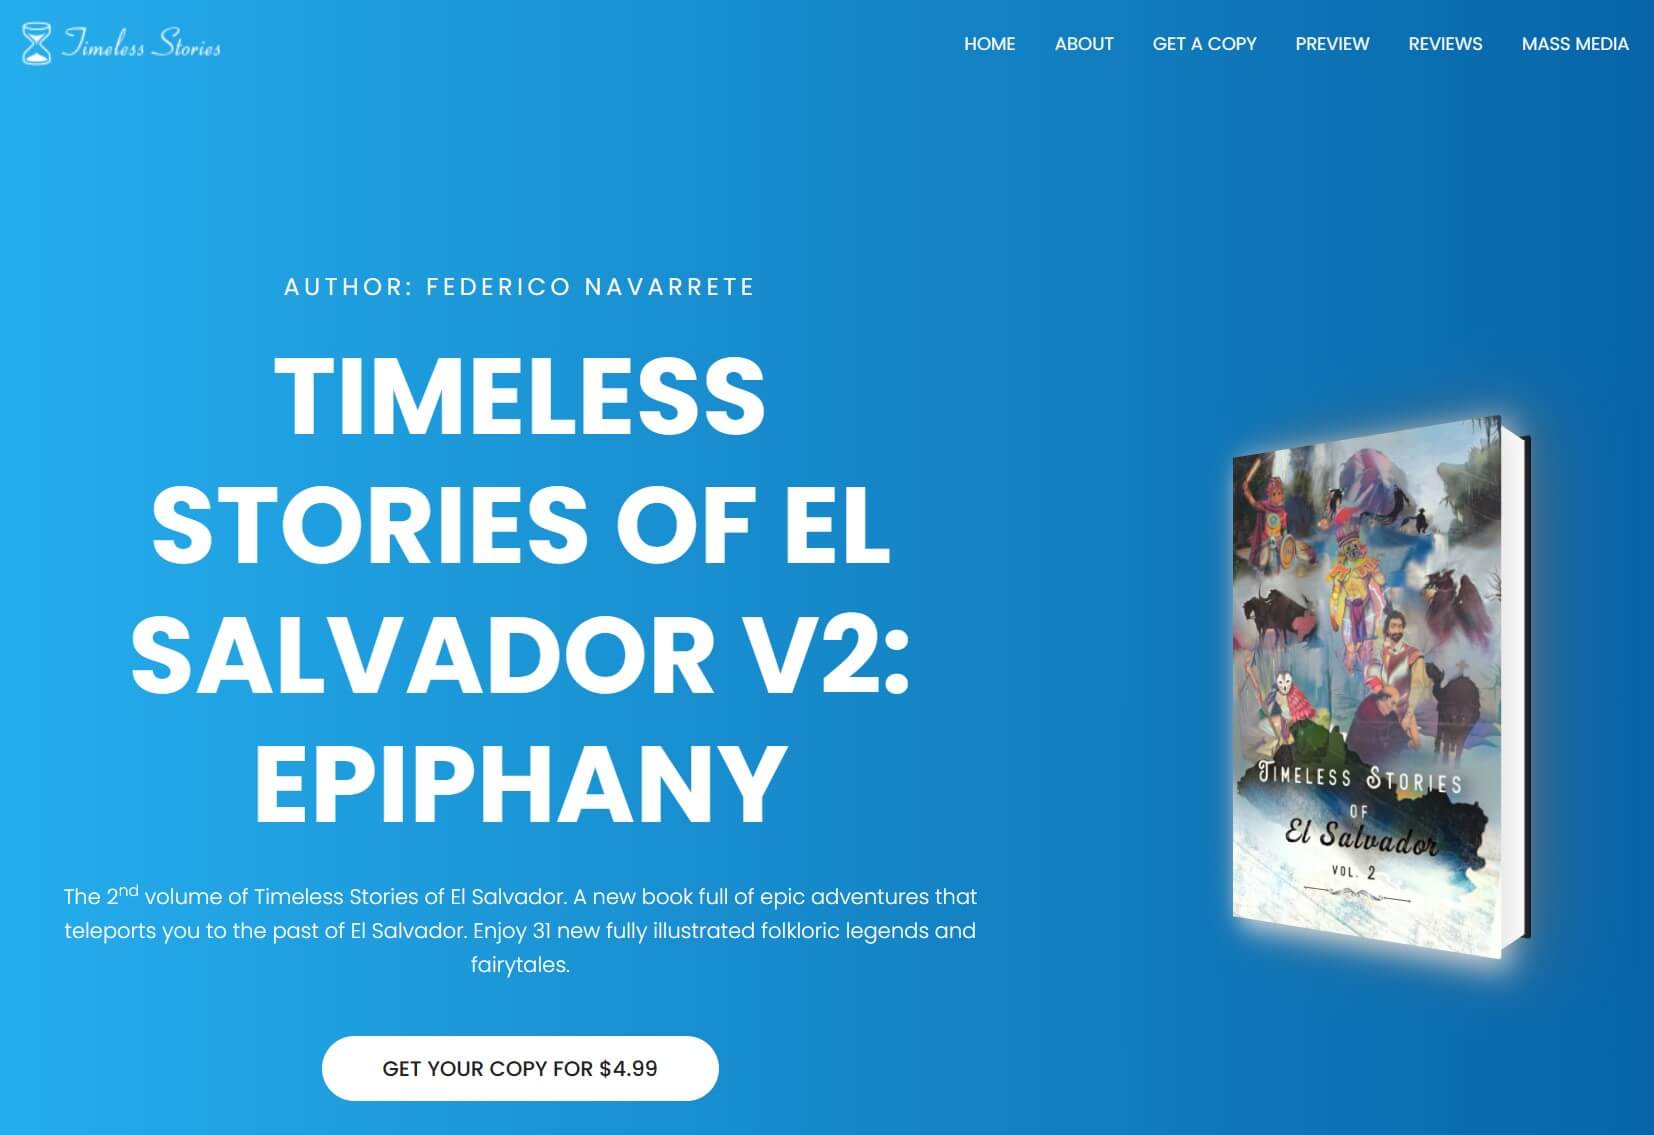 Timeless Stories
HOME ABOUT GET A COPY PREVIEW REVIEWS MASS MEDIA
AUTHOR: FEDERICO NAVARRETE
TIMELESS
STORIES OF EL
SALVADOR V2:
EPIPHANY
The 2nd volume of Timeless Stories of El Salvador. A new book full of epic adventures that
teleports you to the past of El Salvador. Enjoy 31 new fully illustrated folkloric legends and
fairytales.
GET YOUR COPY FOR $4.99
TIMELESS STORIES
OF
El Salvador
VOL. 2